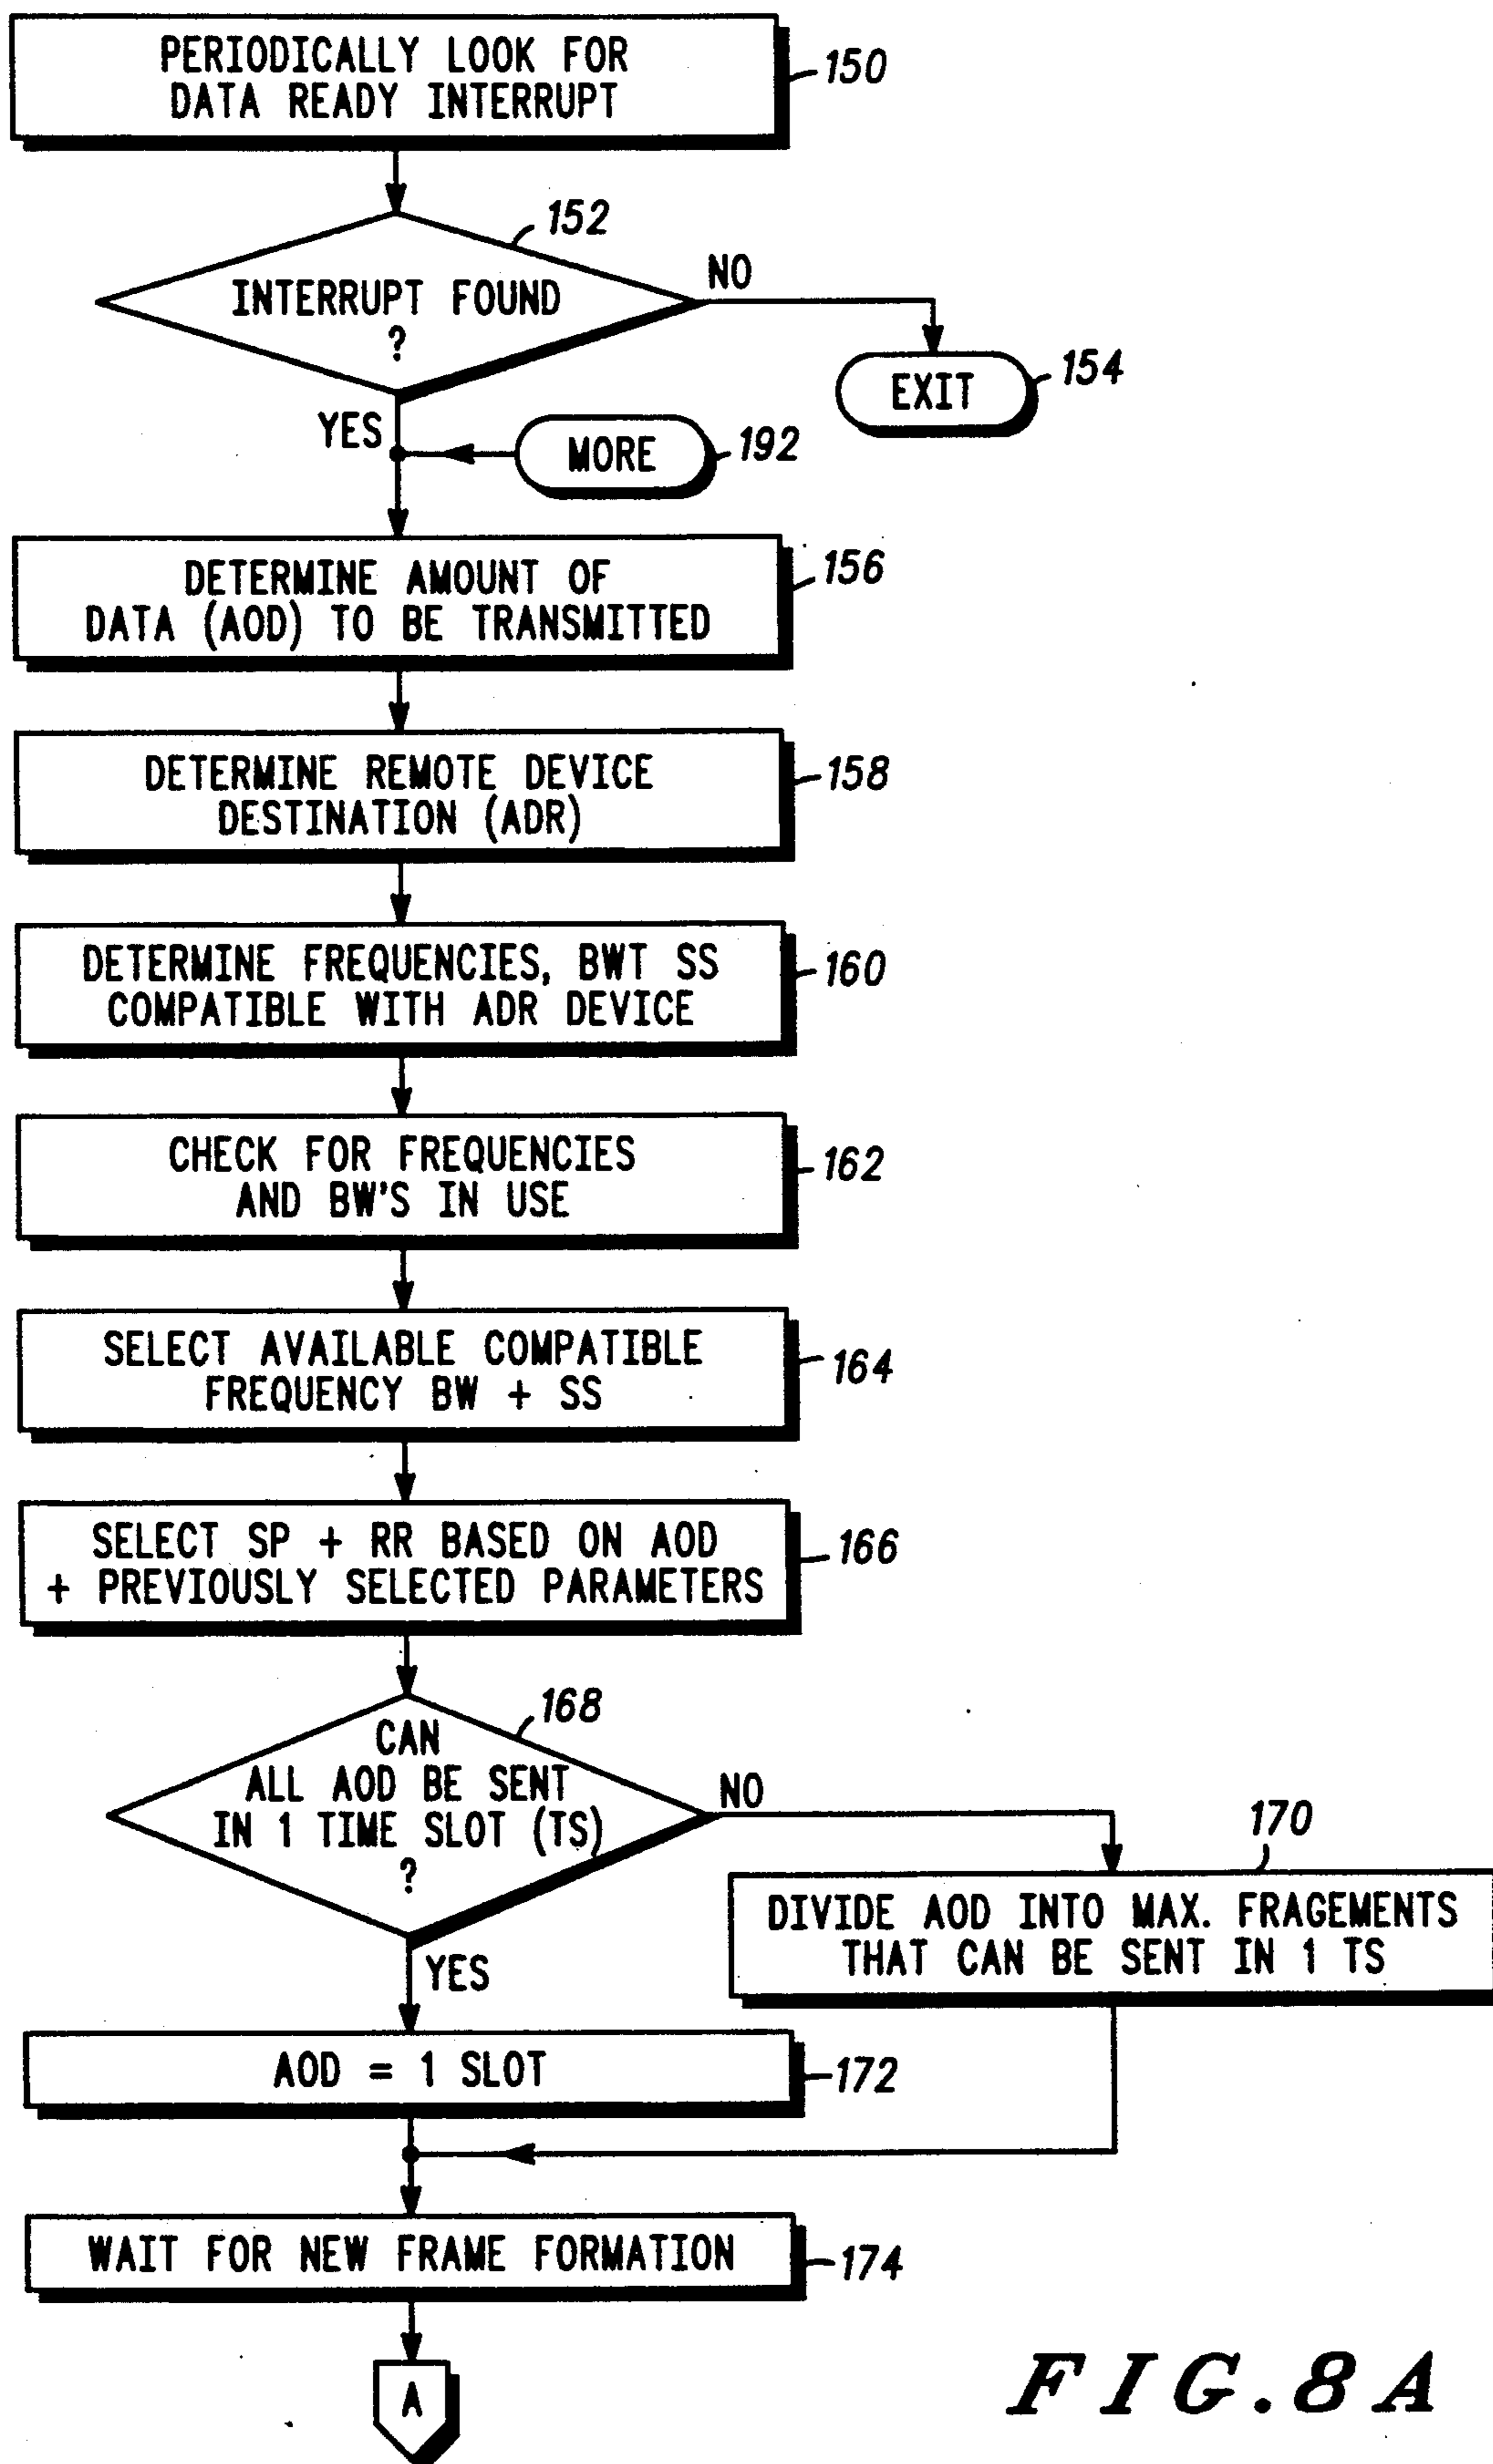 PERIODICALLY LOOK FOR
DATA READY INTERRUPT
150
152
INTERRUPT FOUND
?
NO
EXIT
154
YES
MORE
192
DETERMINE AMOUNT OF
DATA (AOD) TO BE TRANSMITTED
156
DETERMINE REMOTE DEVICE
DESTINATION (ADR)
158
DETERMINE FREQUENCIES, BWT SS
COMPATIBLE WITH ADR DEVICE
160
CHECK FOR FREQUENCIES
AND BW'S IN USE
162
SELECT AVAILABLE COMPATIBLE
FREQUENCY BW + SS
164
SELECT SP + RR BASED ON AOD
+ PREVIOUSLY SELECTED PARAMETERS
166
168
CAN
ALL AOD BE SENT
IN 1 TIME SLOT (TS)
?
NO
170
DIVIDE AOD INTO MAX. FRAGEMENTS
THAT CAN BE SENT IN 1 TS
YES
AOD = 1 SLOT
172
WAIT FOR NEW FRAME FORMATION
174
A
FIG.8A